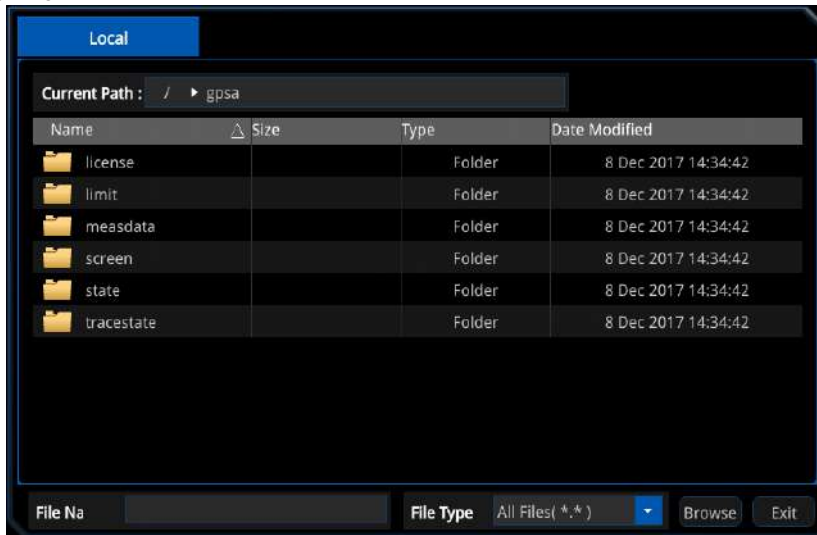 Local
Current Path : / gpsa
Name Size Type Date Modified
license Folder 8 Dec 2017 14:34:42
limit Folder 8 Dec 2017 14:34:42
measdata Folder 8 Dec 2017 14:34:42
screen Folder 8 Dec 2017 14:34:42
state Folder 8 Dec 2017 14:34:42
tracestate Folder 8 Dec 2017 14:34:42
File Na File Type All Files( *.* ) Browse Exit